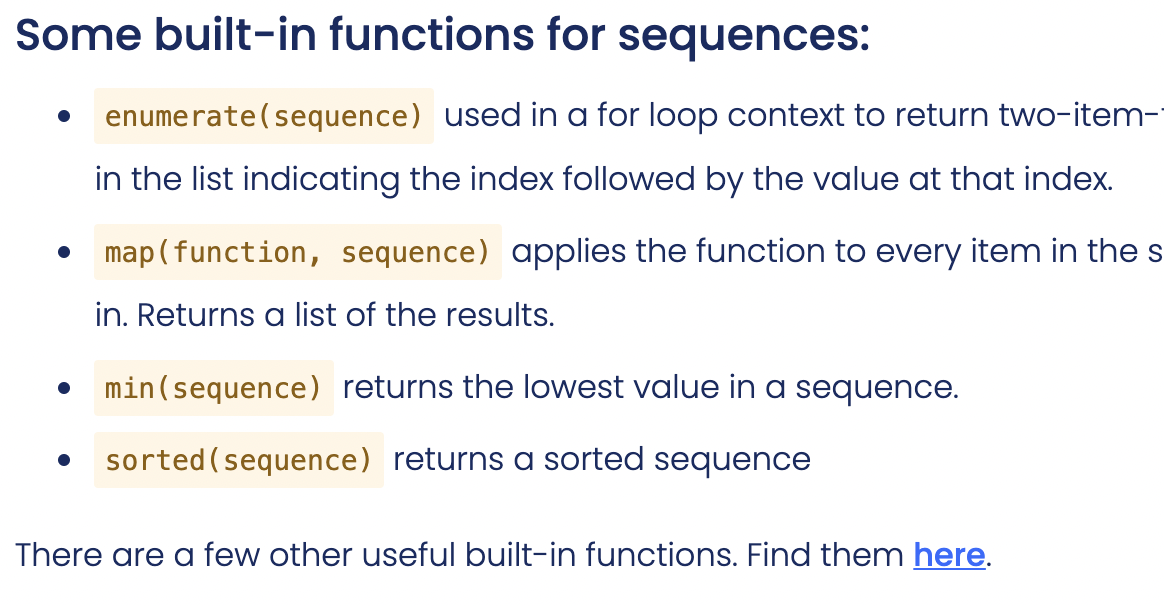 Some built-in functions for sequences:
• enumerate(sequence) used in a for loop context to return two-item-
in the list indicating the index followed by the value at that index.
• map(function, sequence) applies the function to every item in the s
in. Returns a list of the results.
• min(sequence) returns the lowest value in a sequence.
• sorted(sequence) returns a sorted sequence
There are a few other useful built-in functions. Find them here.